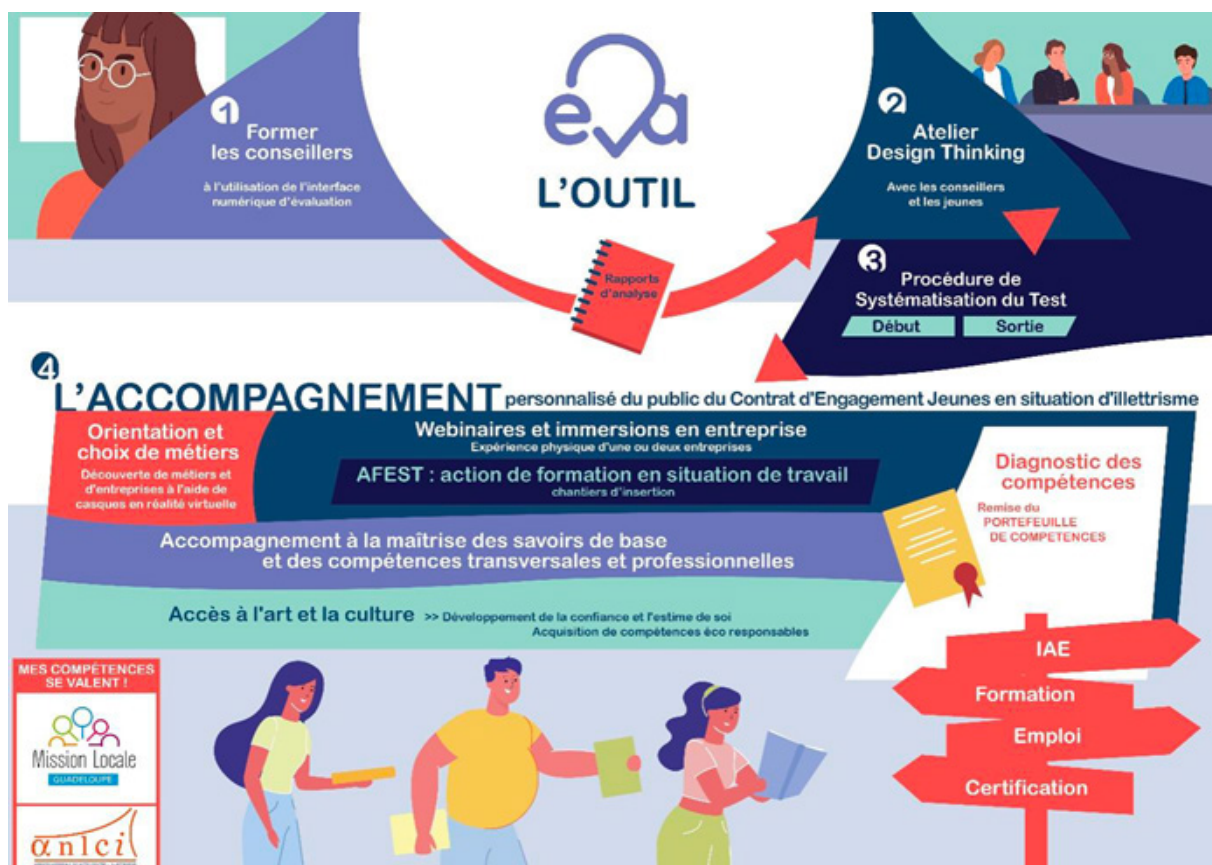 eva
L'OUTIL
1
Former
les conseillers
à l'utilisation de l'interface
numérique d'évaluation
Rapports
d'analyse
2
Atelier
Design Thinking
Avec les conseillers
et les jeunes
3
Procédure de
Systématisation du Test
Début
Sortie
4
L'ACCOMPAGNEMENT personnalisé du public du Contrat d'Engagement Jeunes en situation d'illettrisme
Orientation et
choix de métiers
Découverte de métiers et
d'entreprises à l'aide de
casques en réalité virtuelle
Webinaires et immersions en entreprise
Expérience physique d'une ou deux entreprises
AFEST : action de formation en situation de travail
chantiers d'insertion
Accompagnement à la maîtrise des savoirs de base
et des compétences transversales et professionnelles
Accès à l'art et la culture >> Développement de la confiance et l'estime de soi
Acquisition de compétences éco responsables
Diagnostic des
compétences
Remise du
PORTEFEUILLE
DE COMPETENCES
IAE
Formation
Emploi
Certification
MES COMPÉTENCES
SE VALENT !
Mission Locale
GUADELOUPE
anlci